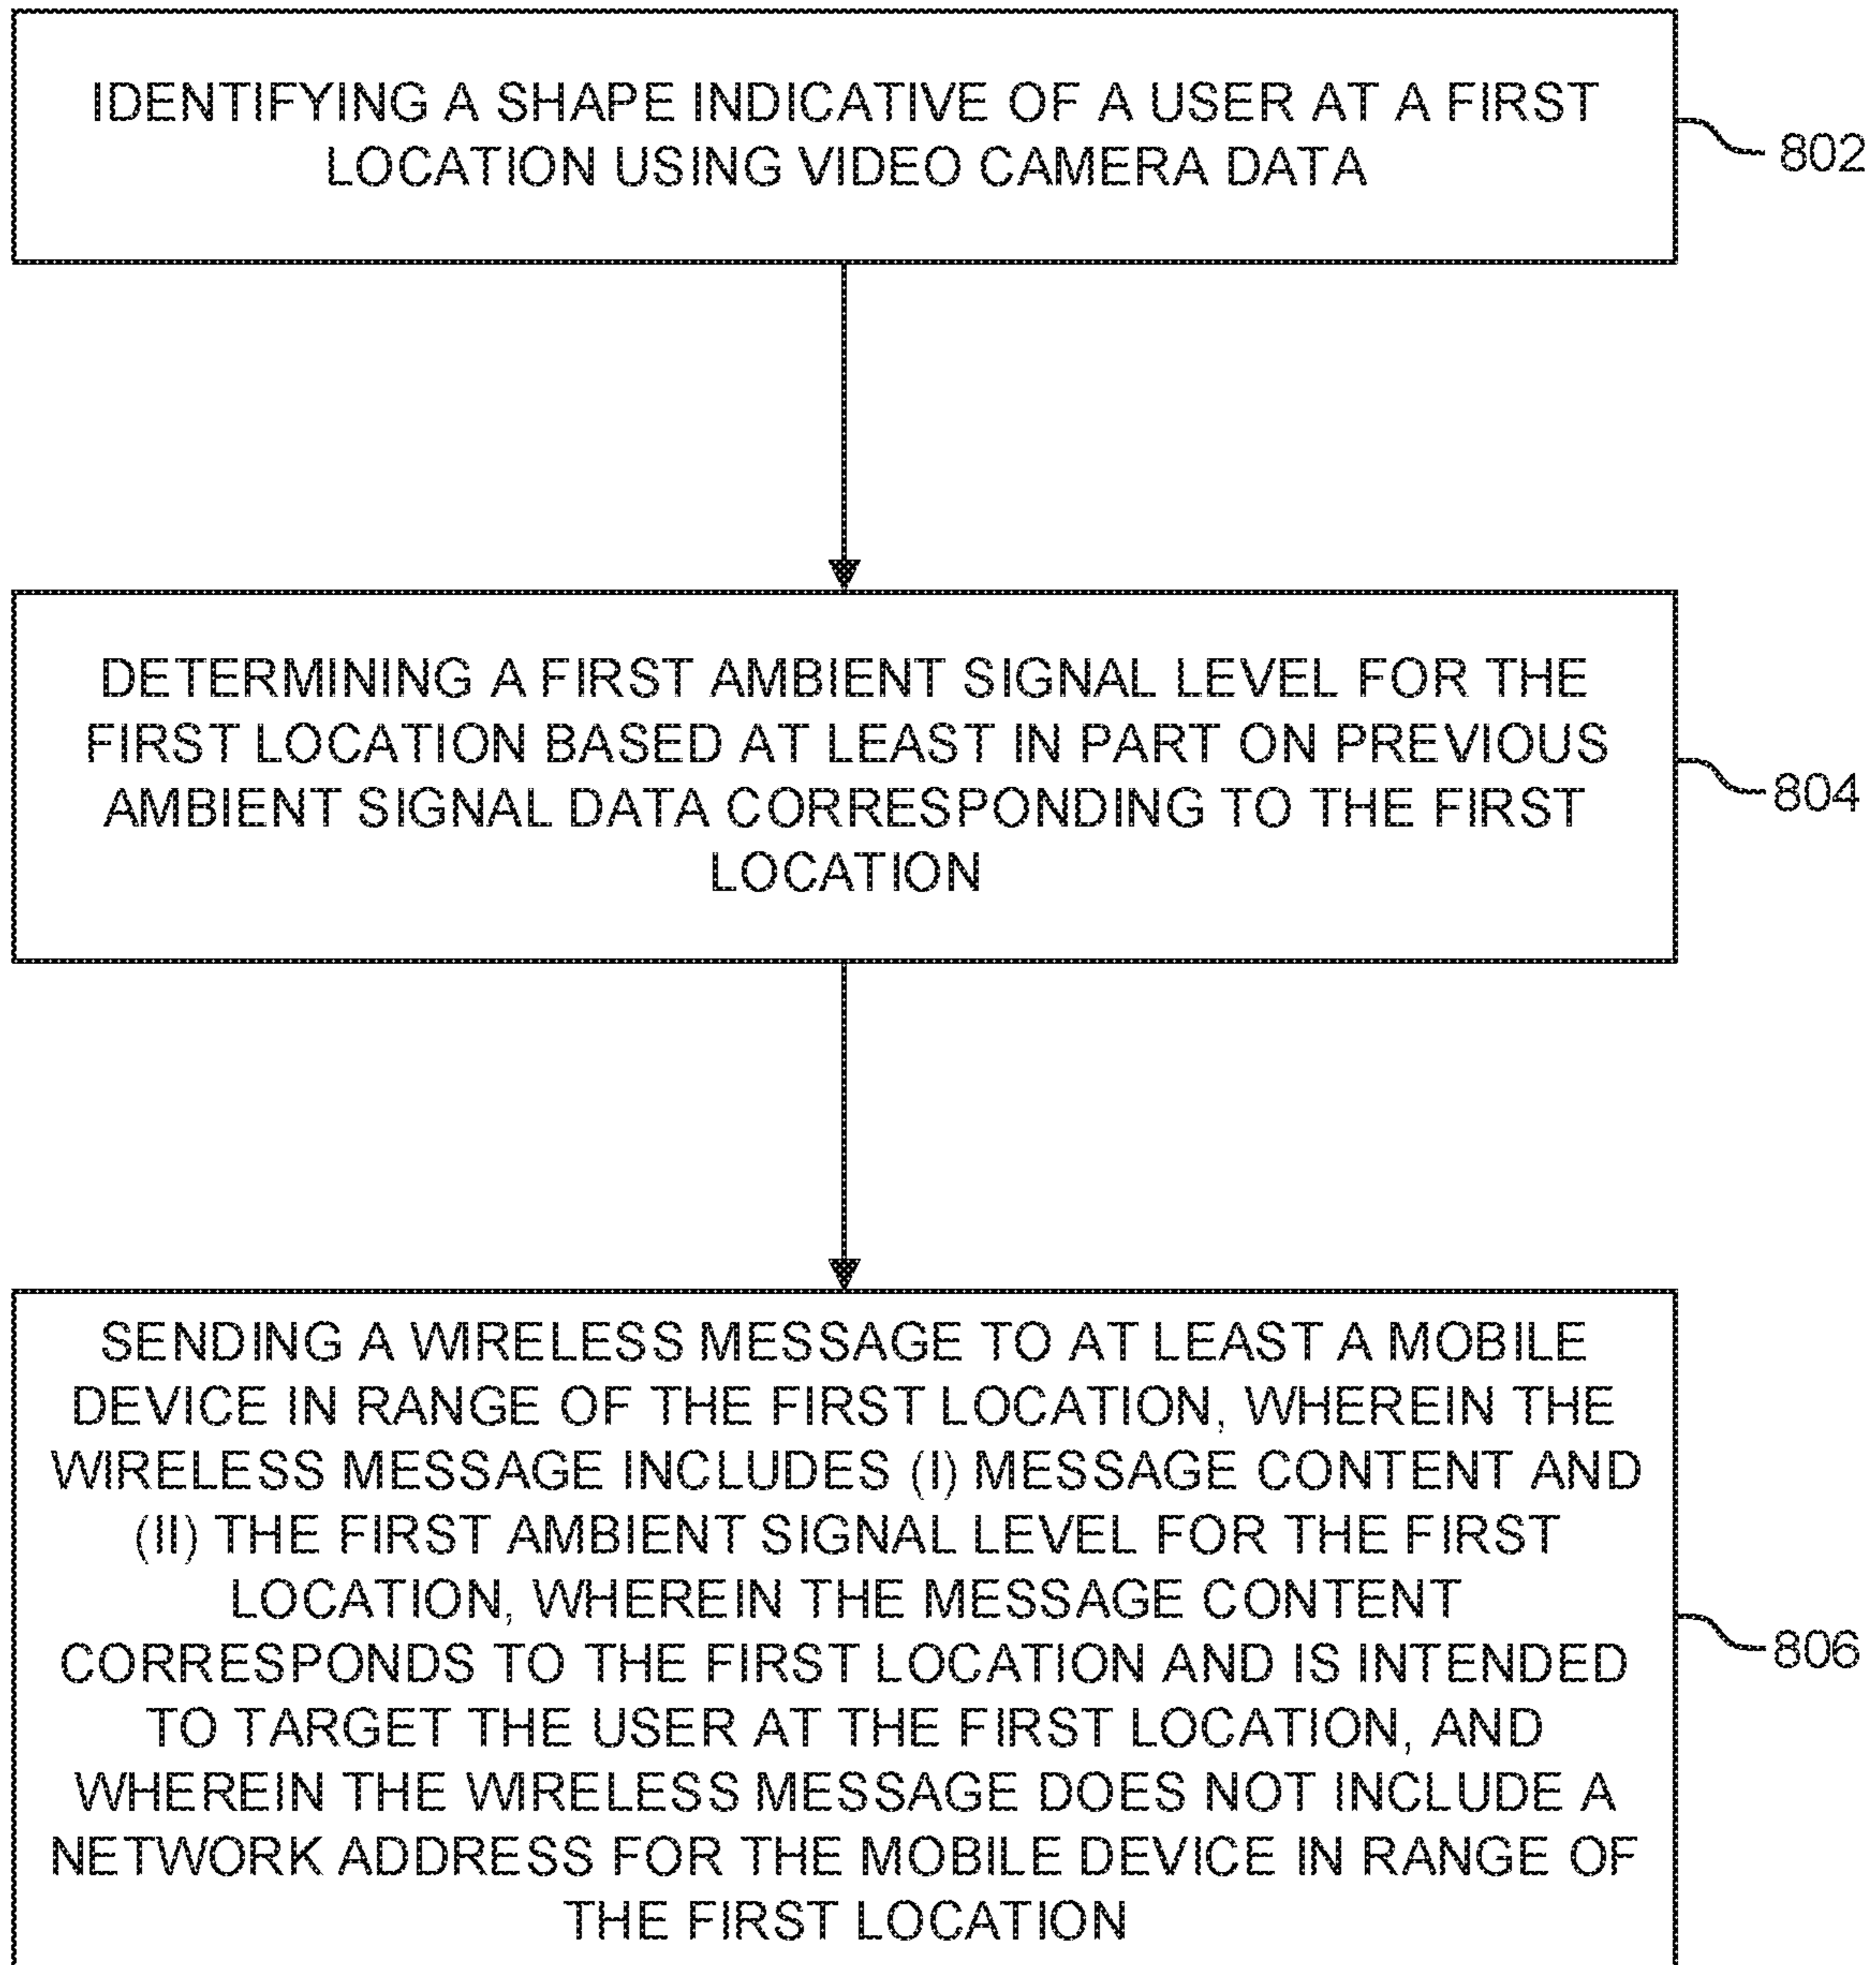 IDENTIFYING A SHAPE INDICATIVE OF A USER AT A FIRST
LOCATION USING VIDEO CAMERA DATA
802
DETERMINING A FIRST AMBIENT SIGNAL LEVEL FOR THE
FIRST LOCATION BASED AT LEAST IN PART ON PREVIOUS
AMBIENT SIGNAL DATA CORRESPONDING TO THE FIRST
LOCATION
804
SENDING A WIRELESS MESSAGE TO AT LEAST A MOBILE
DEVICE IN RANGE OF THE FIRST LOCATION, WHEREIN THE
WIRELESS MESSAGE INCLUDES (I) MESSAGE CONTENT AND
(II) THE FIRST AMBIENT SIGNAL LEVEL FOR THE FIRST
LOCATION, WHEREIN THE MESSAGE CONTENT
CORRESPONDS TO THE FIRST LOCATION AND IS INTENDED
TO TARGET THE USER AT THE FIRST LOCATION, AND
WHEREIN THE WIRELESS MESSAGE DOES NOT INCLUDE A
NETWORK ADDRESS FOR THE MOBILE DEVICE IN RANGE OF
THE FIRST LOCATION
806